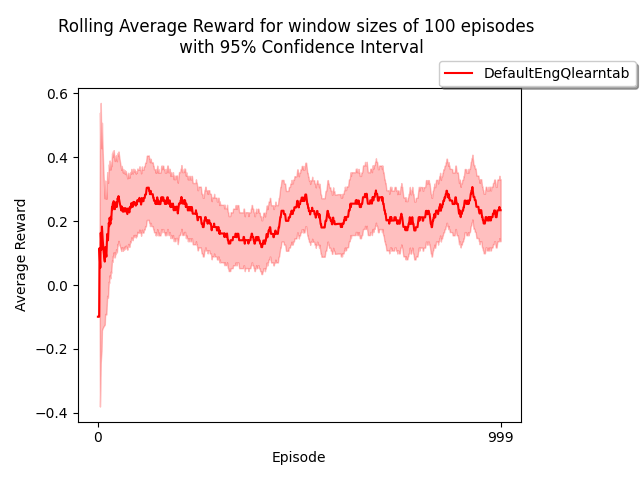 Rolling Average Reward for window sizes of 100 episodes
with 95% Confidence Interval
DefaultEngQlearntab
0.6
0.4
0.2
0.0
−0.2
−0.4
Average Reward
0 999
Episode